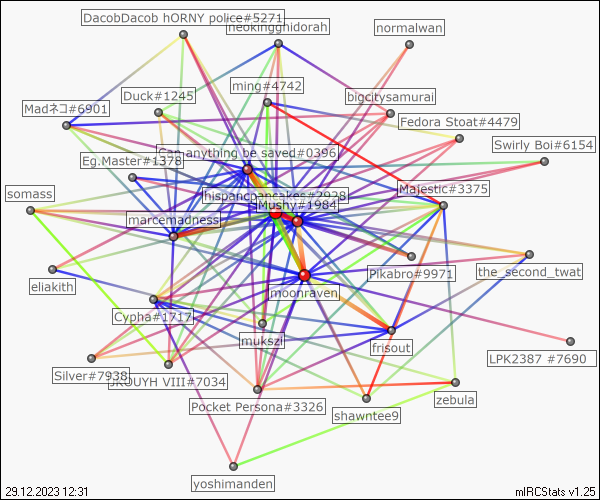 DacobDacob hORNY police#5271
neokingghidorah
normalwan
ming#4742
Duck#1245
bigcitysamurai
Madネコ#6901
Fedora Stoat#4479
Swirly Boi#6154
Can anything be saved#0396
Eg.Master#1378
Majestic#3375
somass
hispanicpancakes#2928
Mushy#1984
marcemadness
Pikabro#9971
the_second_twat
eliakith
moonraven
Cypha#1717
mukszi
frisout
LPK2387 #7690
Silver#7938
VIII#7034
Pocket Persona#3326
shawntee9
zebula
yoshimanden
29.12.2023 12:31
mIRCStats v1.25